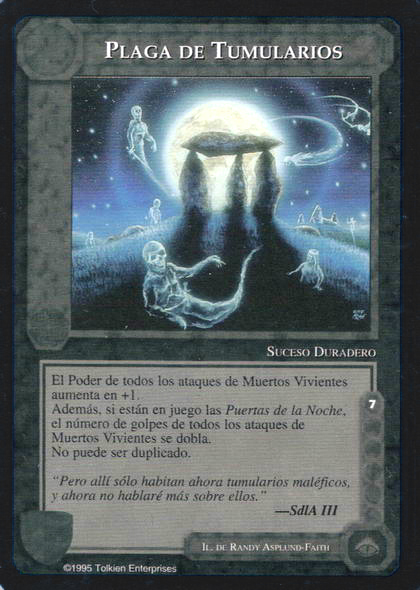 PLAGA DE TUMULARIOS
SUCESO DURADERO
El Poder de todos los ataques de Muertos Vivientes
aumenta en +1.
Además, si están en juego las Puertas de la Noche,
el número de golpes de todos los ataques de
Muertos Vivientes se dobla.
No puede ser duplicado.
7
"Pero allí sólo habitan ahora tumularios maléficos,
y ahora no hablaré más sobre ellos."
—SdlA III
IL. DE RANDY ASPLUND-FAITH
©1995 Tolkien Enterprises